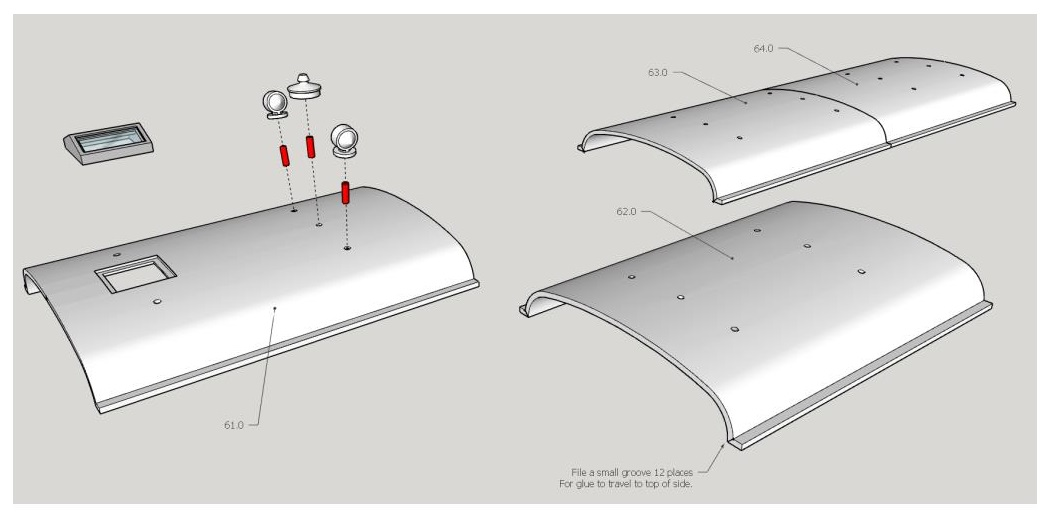 64.0
63.0
62.0
61.0
File a small groove 12 places
For glue to travel to top of side.